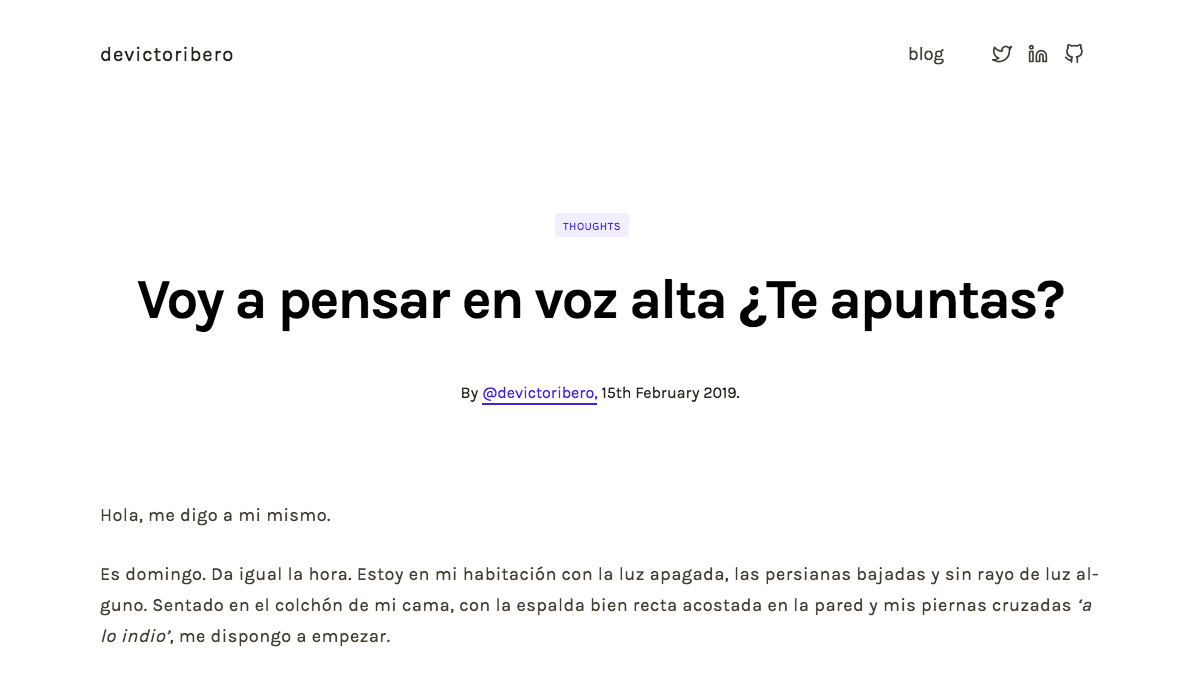 devictoribero
blog
THOUGHTS
Voy a pensar en voz alta ¿Te apuntas?
By @devictoribero, 15th February 2019.
Hola, me digo a mi mismo.
Es domingo. Da igual la hora. Estoy en mi habitación con la luz apagada, las persianas bajadas y sin rayo de luz al-
guno. Sentado en el colchón de mi cama, con la espalda bien recta acostada en la pared y mis piernas cruzadas ‘a
lo indio’, me dispongo a empezar.